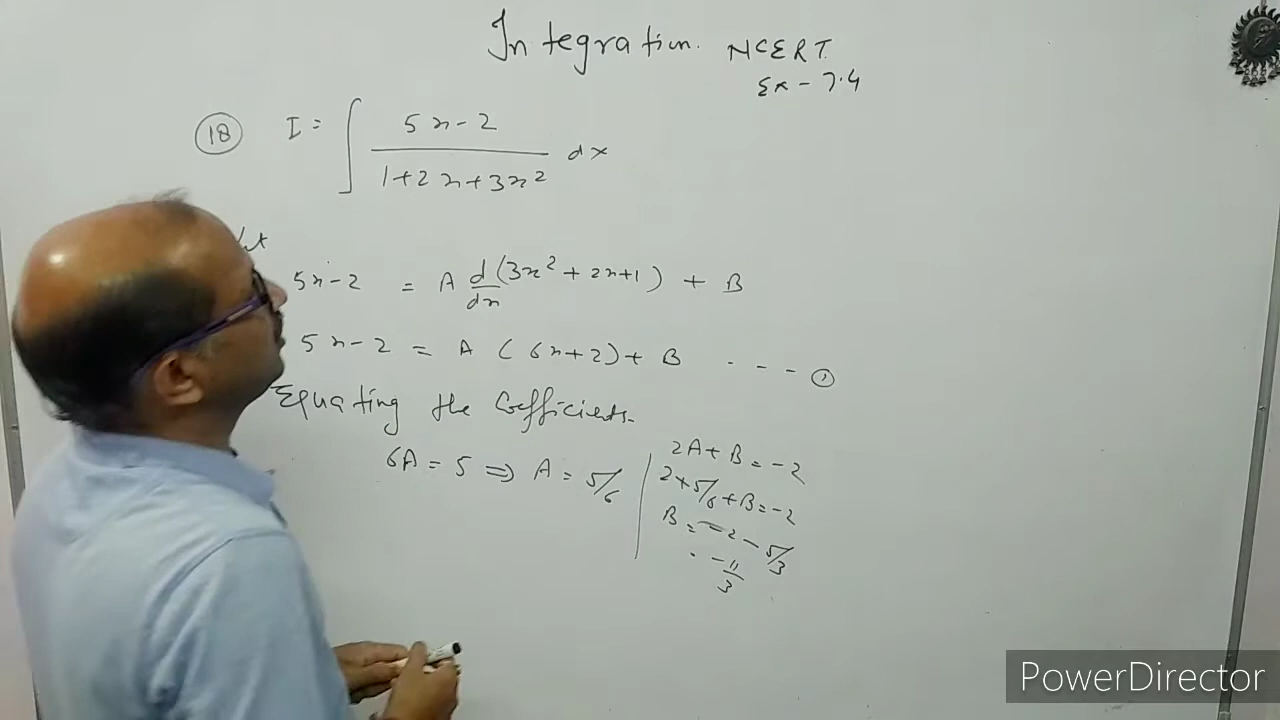 Integration. NCERT
Ex - 7.4
(18) I = ∫ (5x-2)/(1+2x+3x²) dx
5x-2 = A d/dx (3x²+2x+1) + B
5x-2 = A (6x+2) + B - - - (1)
Equating the Coefficients.
6A = 5 ⇒ A = 5/6
2A + B = -2
2×5/6 + B = -2
B = -2 - 5/3
= -11/3
PowerDirector